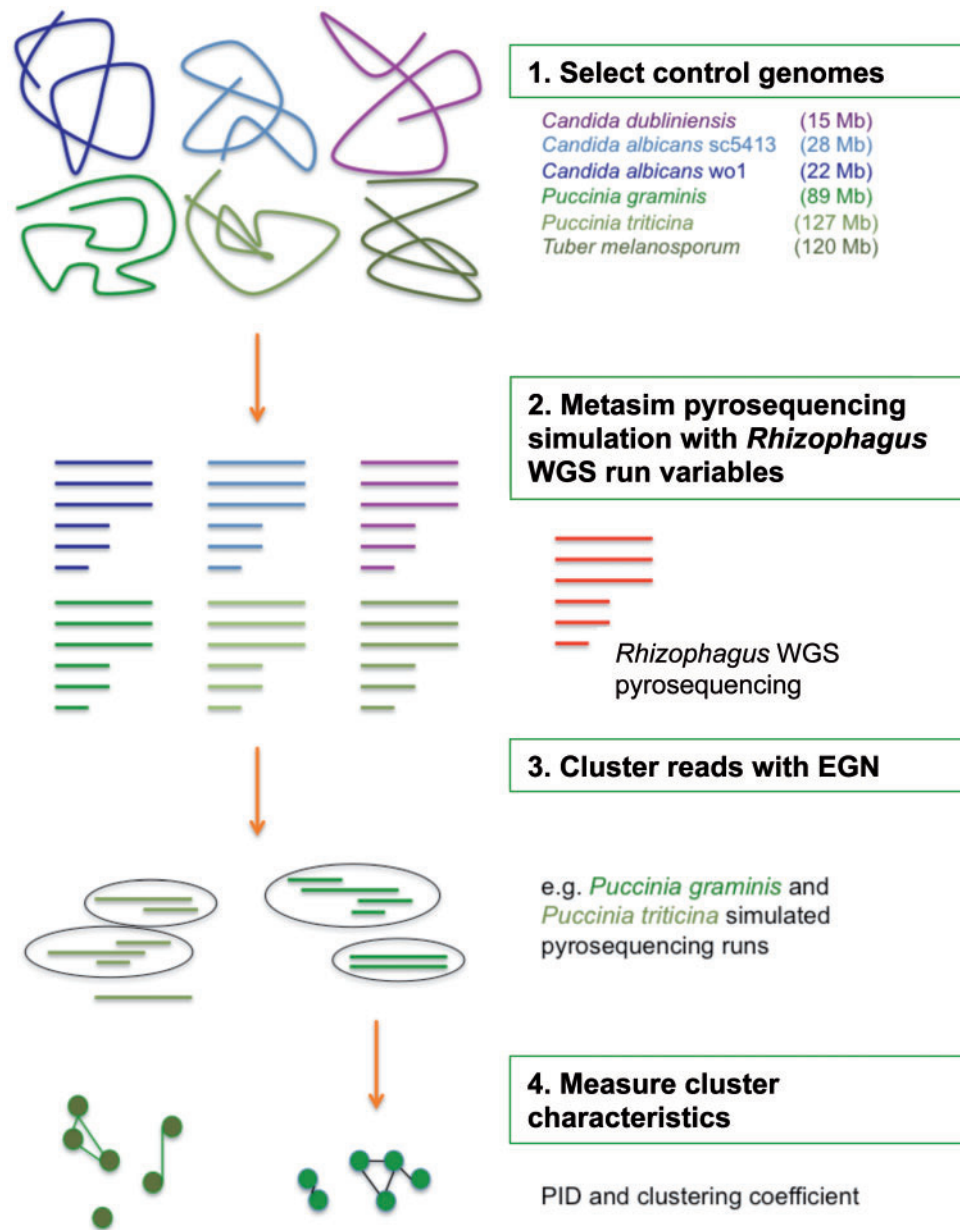 1. Select control genomes
Candida dubliniensis (15 Mb)
Candida albicans sc5413 (28 Mb)
Candida albicans wo1 (22 Mb)
Puccinia graminis (89 Mb)
Puccinia triticina (127 Mb)
Tuber melanosporum (120 Mb)
2. Metasim pyrosequencing
simulation with Rhizophagus
WGS run variables
Rhizophagus WGS
pyrosequencing
3. Cluster reads with EGN
e.g. Puccinia graminis and
Puccinia triticina simulated
pyrosequencing runs
4. Measure cluster
characteristics
PID and clustering coefficient